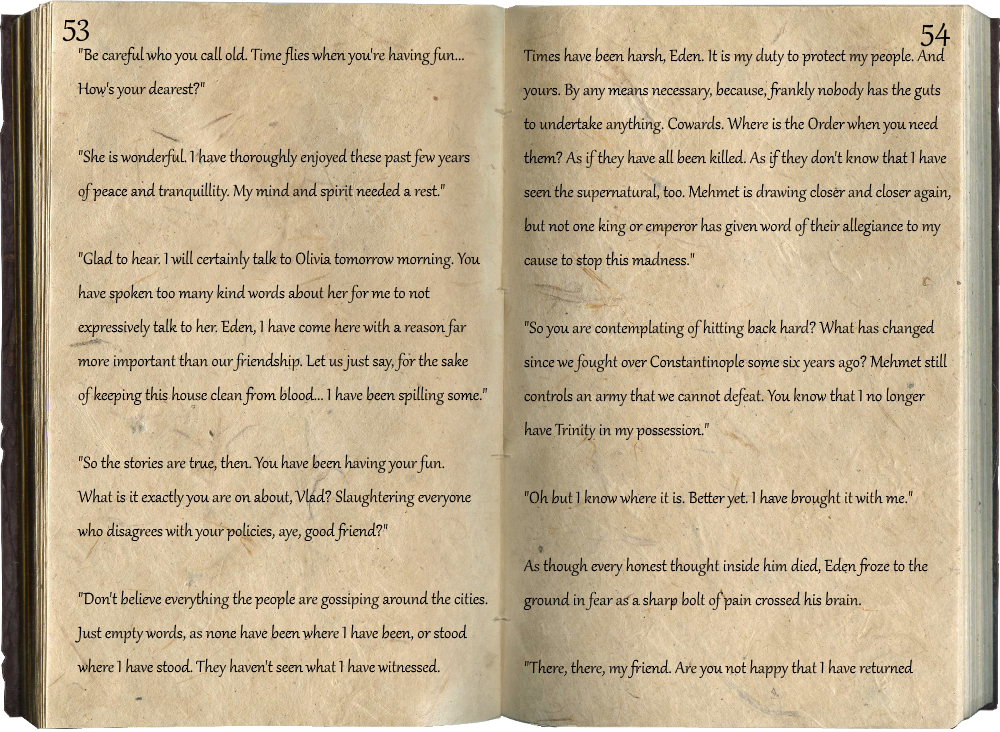 53
"Be careful who you call old. Time flies when you're having fun...
How's your dearest?"
"She is wonderful. I have thoroughly enjoyed these past few years
of peace and tranquillity. My mind and spirit needed a rest."
"Glad to hear. I will certainly talk to Olivia tomorrow morning. You
have spoken too many kind words about her for me to not
expressively talk to her. Eden, I have come here with a reason far
more important than our friendship. Let us just say, for the sake
of keeping this house clean from blood... I have been spilling some."
"So the stories are true, then. You have been having your fun.
What is it exactly you are on about, Vlad? Slaughtering everyone
who disagrees with your policies, aye, good friend?"
"Don't believe everything the people are gossiping around the cities.
Just empty words, as none have been where I have been, or stood
where I have stood. They haven't seen what I have witnessed.
54
Times have been harsh, Eden. It is my duty to protect my people. And
yours. By any means necessary, because, frankly nobody has the guts
to undertake anything. Cowards. Where is the Order when you need
them? As if they have all been killed. As if they don't know that I have
seen the supernatural, too. Mehmet is drawing closer and closer again,
but not one king or emperor has given word of their allegiance to my
cause to stop this madness."
"So you are contemplating of hitting back hard? What has changed
since we fought over Constantinople some six years ago? Mehmet still
controls an army that we cannot defeat. You know that I no longer
have Trinity in my possession."
"Oh but I know where it is. Better yet. I have brought it with me."
As though every honest thought inside him died, Eden froze to the
ground in fear as a sharp bolt of pain crossed his brain.
"There, there, my friend. Are you not happy that I have returned